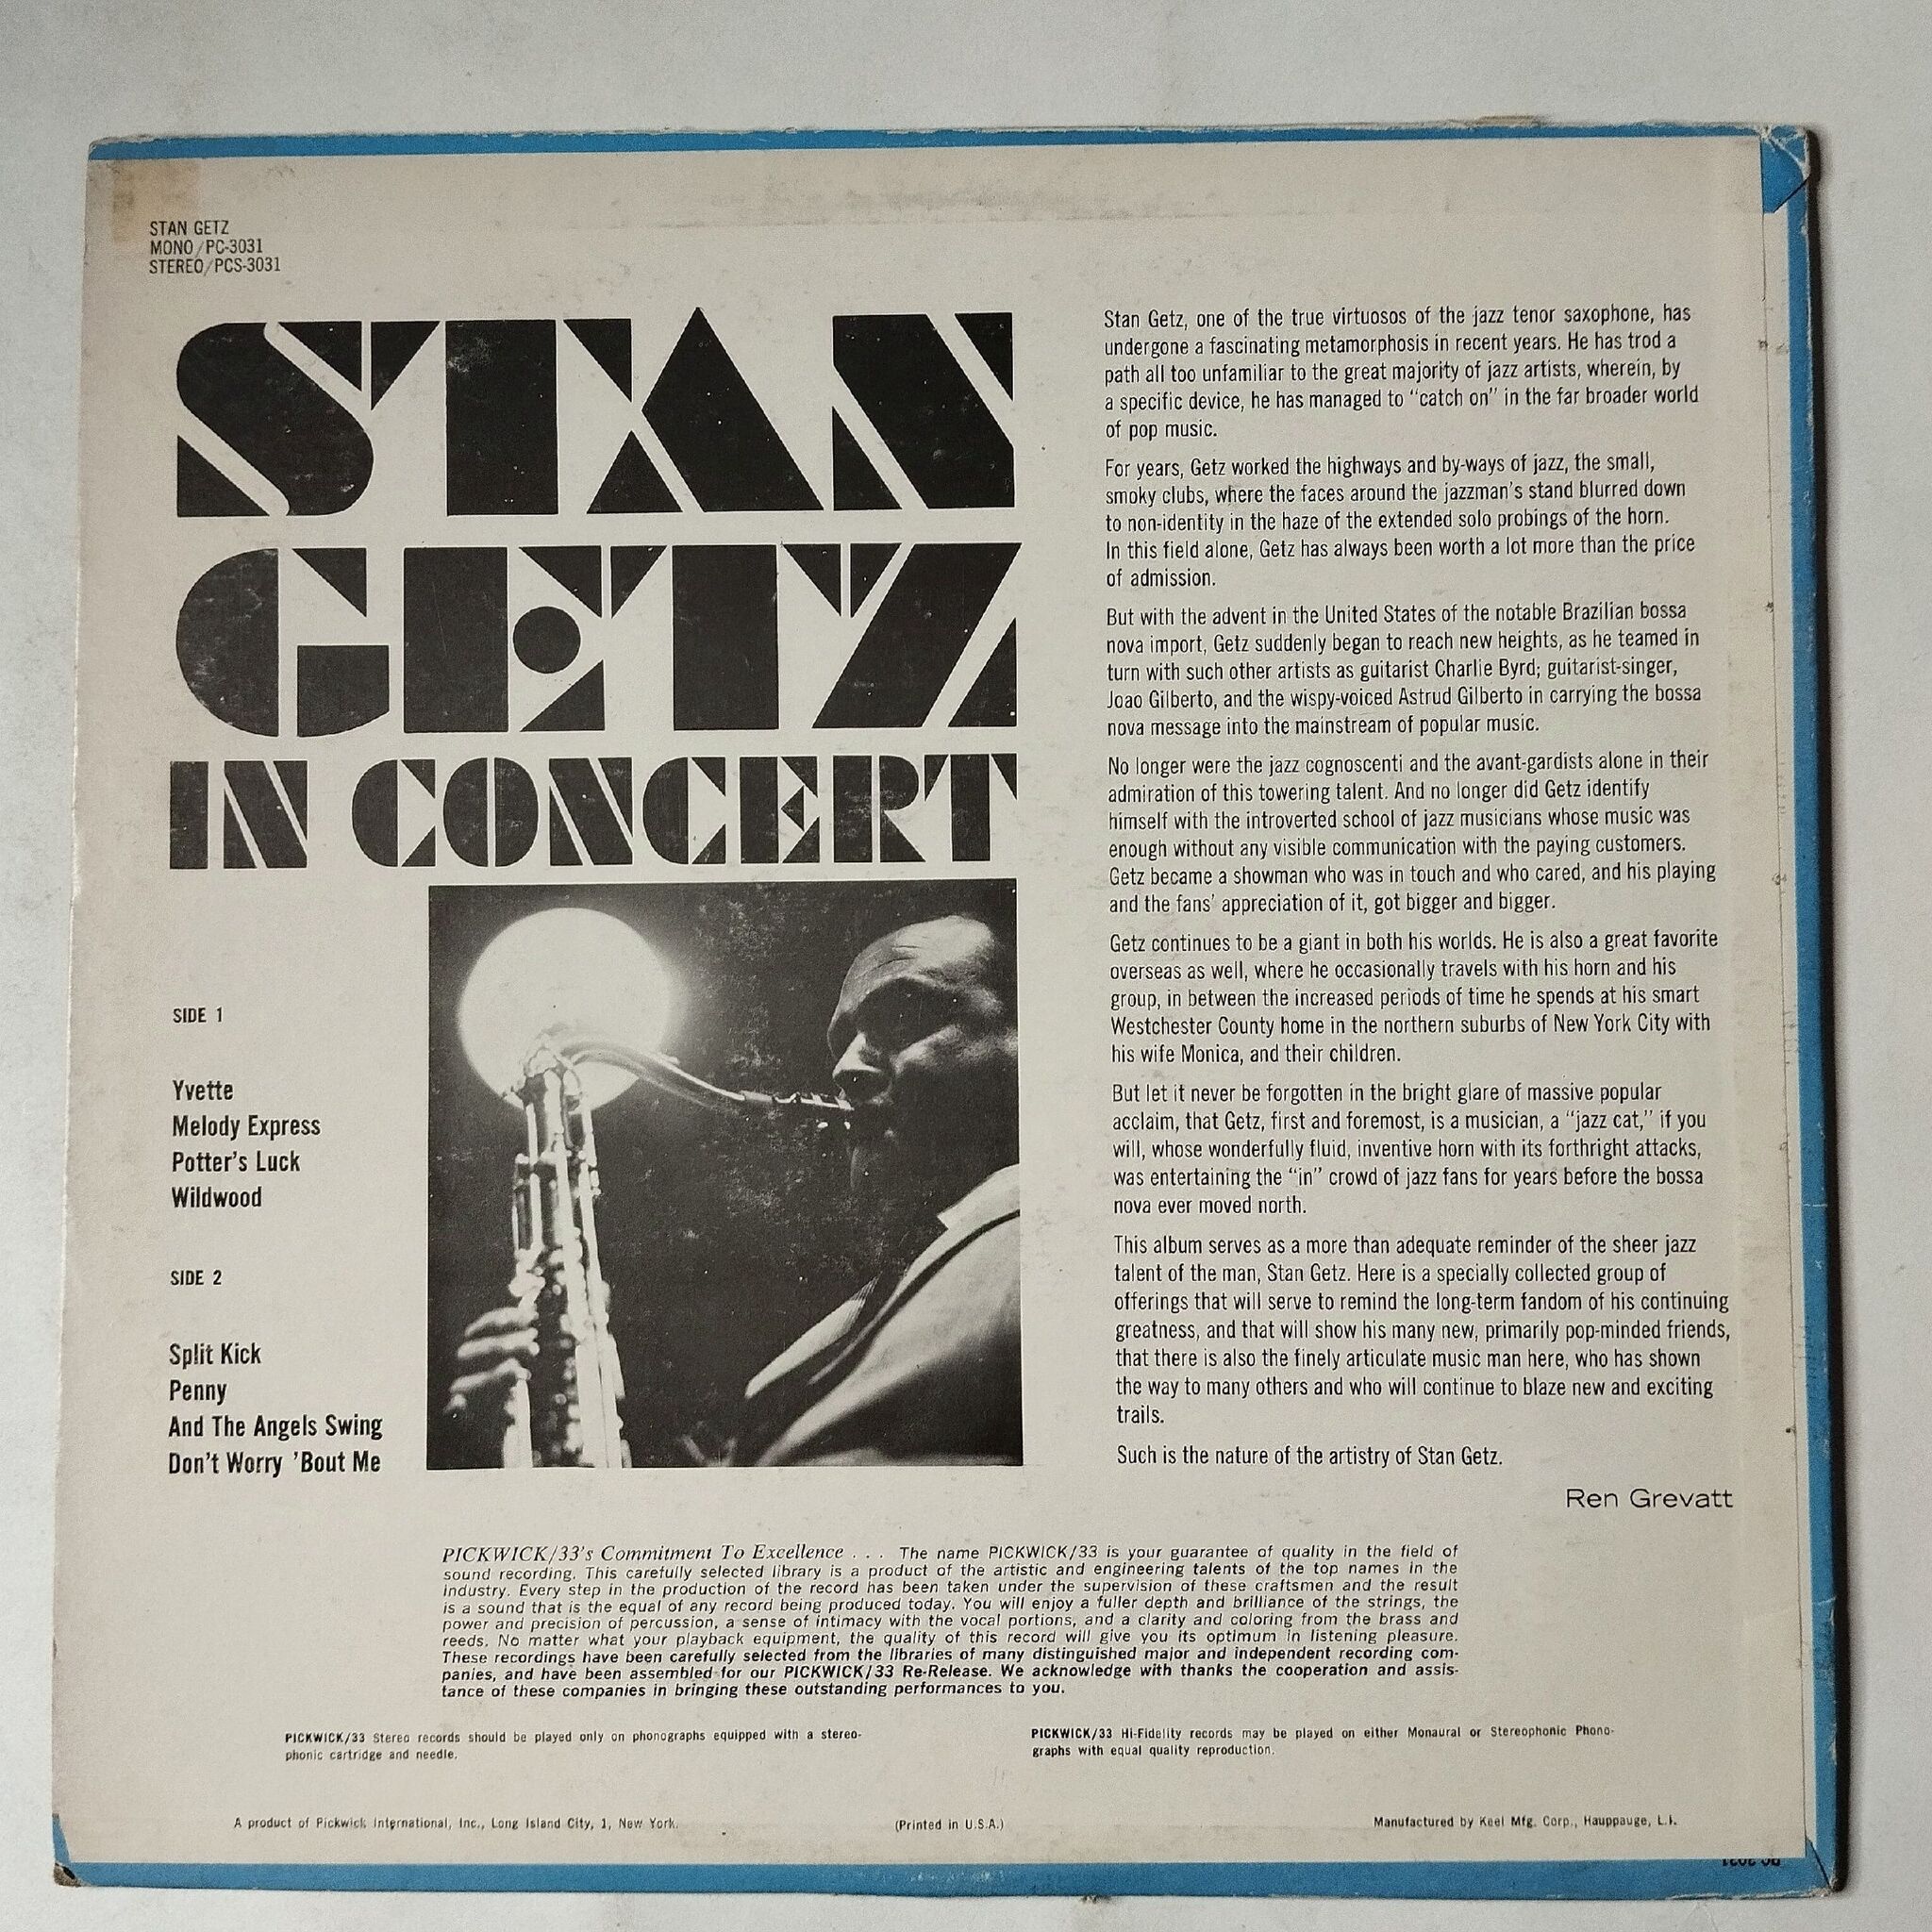 STAN GETZ
MONO/PC-3031
STEREO/PCS-3031
STAN
GETZ
IN CONCERT
SIDE 1
Yvette
Melody Express
Potter's Luck
Wildwood
SIDE 2
Split Kick
Penny
And The Angels Swing
Don't Worry 'Bout Me
Stan Getz, one of the true virtuosos of the jazz tenor saxophone, has
undergone a fascinating metamorphosis in recent years. He has trod a
path all too unfamiliar to the great majority of jazz artists, wherein, by
a specific device, he has managed to "catch on" in the far broader world
of pop music.
For years, Getz worked the highways and by-ways of jazz, the small,
smoky clubs, where the faces around the jazzman's stand blurred down
to non-identity in the haze of the extended solo probings of the horn.
In this field alone, Getz has always been worth a lot more than the price
of admission.
But with the advent in the United States of the notable Brazilian bossa
nova import, Getz suddenly began to reach new heights, as he teamed in
turn with such other artists as guitarist Charlie Byrd; guitarist-singer,
Joao Gilberto, and the wispy-voiced Astrud Gilberto in carrying the bossa
nova message into the mainstream of popular music.
No longer were the jazz cognoscenti and the avant-gardists alone in their
admiration of this towering talent. And no longer did Getz identify
himself with the introverted school of jazz musicians whose music was
enough without any visible communication with the paying customers.
Getz became a showman who was in touch and who cared, and his playing
and the fans' appreciation of it, got bigger and bigger.
Getz continues to be a giant in both his worlds. He is also a great favorite
overseas as well, where he occasionally travels with his horn and his
group, in between the increased periods of time he spends at his smart
Westchester County home in the northern suburbs of New York City with
his wife Monica, and their children.
But let it never be forgotten in the bright glare of massive popular
acclaim, that Getz, first and foremost, is a musician, a "jazz cat," if you
will, whose wonderfully fluid, inventive horn with its forthright attacks,
was entertaining the "in" crowd of jazz fans for years before the bossa
nova ever moved north.
This album serves as a more than adequate reminder of the sheer jazz
talent of the man, Stan Getz. Here is a specially collected group of
offerings that will serve to remind the long-term fandom of his continuing
greatness, and that will show his many new, primarily pop-minded friends,
that there is also the finely articulate music man here, who has shown
the way to many others and who will continue to blaze new and exciting
trails.
Such is the nature of the artistry of Stan Getz.
Ren Grevatt
PICKWICK/33's Commitment To Excellence . . . The name PICKWICK/33 is your guarantee of quality in the field of
sound recording. This carefully selected library is a product of the artistic and engineering talents of the top names in the
industry. Every step in the production of the record has been taken under the supervision of these craftsmen and the result
is a sound that is the equal of any record being produced today. You will enjoy a fuller depth and brilliance of the strings, the
power and precision of percussion, a sense of intimacy with the vocal portions, and a clarity and coloring from the brass and
reeds. No matter what your playback equipment, the quality of this record will give you its optimum in listening pleasure.
These recordings have been carefully selected from the libraries of many distinguished major and independent recording com-
panies, and have been assembled for our PICKWICK/33 Re-Release. We acknowledge with thanks the cooperation and assis-
tance of these companies in bringing these outstanding performances to you.
PICKWICK/33 Stereo records should be played only on phonographs equipped with a stereo-
phonic cartridge and needle.
PICKWICK/33 Hi-Fidelity records may be played on either Monaural or Stereophonic Phono-
graphs with equal quality reproduction.
A product of Pickwick International, Inc., Long Island City, 1, New York.
(Printed in U.S.A.)
Manufactured by Keel Mfg. Corp., Hauppauge, L.I.